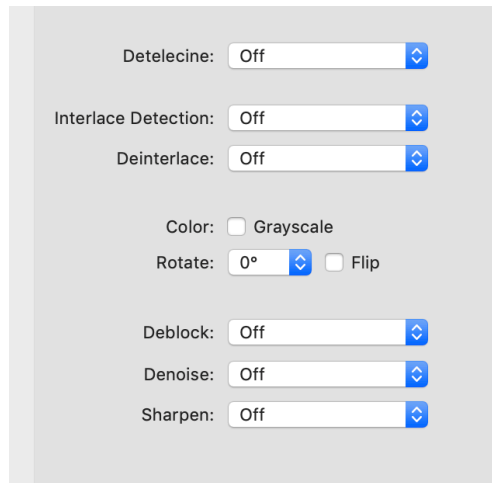 Detelecine: Off
Interlace Detection: Off
Deinterlace: Off
Color: Grayscale
Rotate: 0° Flip
Deblock: Off
Denoise: Off
Sharpen: Off